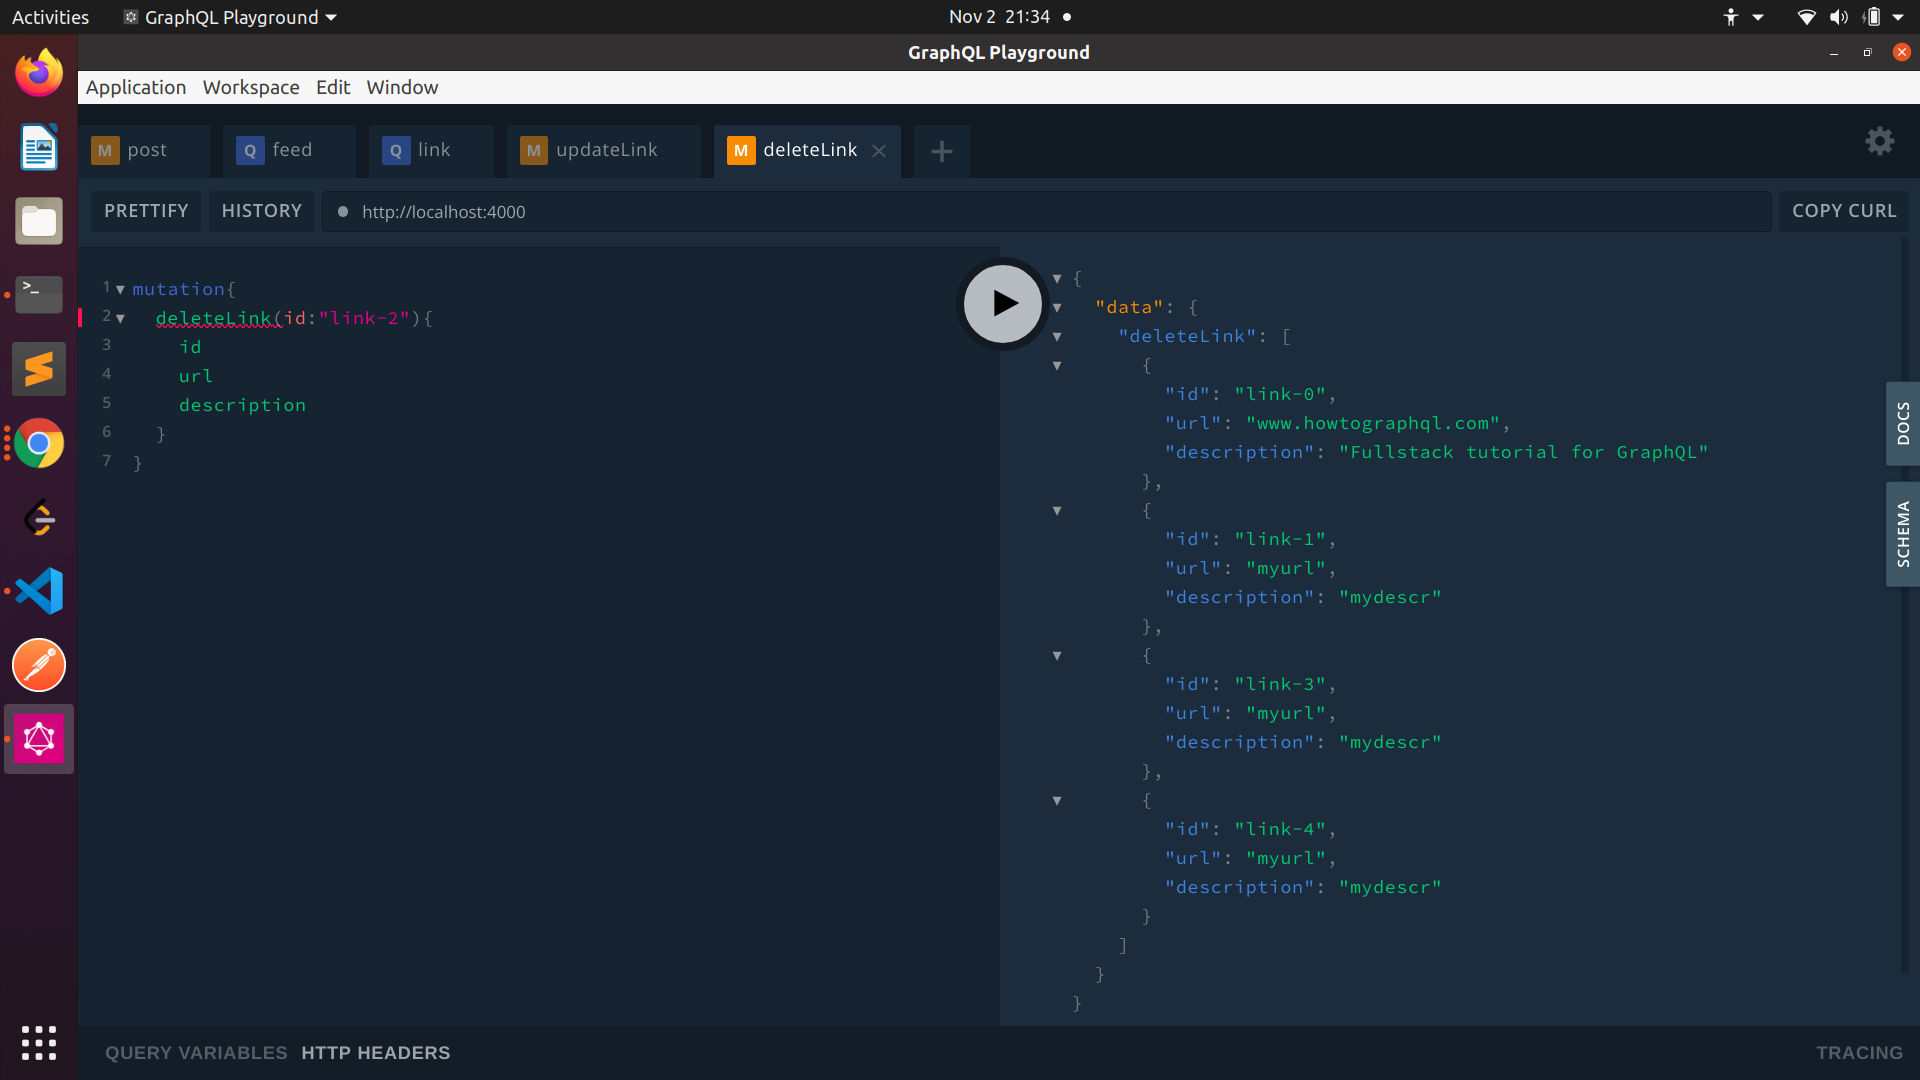 Activities GraphQL Playground Nov 2 21:34
GraphQL Playground
Application Workspace Edit Window
M post Q feed Q link M updateLink M deleteLink
PRETTIFY HISTORY http://localhost:4000 COPY CURL
1 mutation{
2 deleteLink(id:"link-2"){
3 id
4 url
5 description
6 }
7 }
{
"data": {
"deleteLink": [
{
"id": "link-0",
"url": "www.howtographql.com",
"description": "Fullstack tutorial for GraphQL"
},
{
"id": "link-1",
"url": "myurl",
"description": "mydescr"
},
{
"id": "link-3",
"url": "myurl",
"description": "mydescr"
},
{
"id": "link-4",
"url": "myurl",
"description": "mydescr"
}
]
}
}
DOCS
SCHEMA
QUERY VARIABLES HTTP HEADERS TRACING